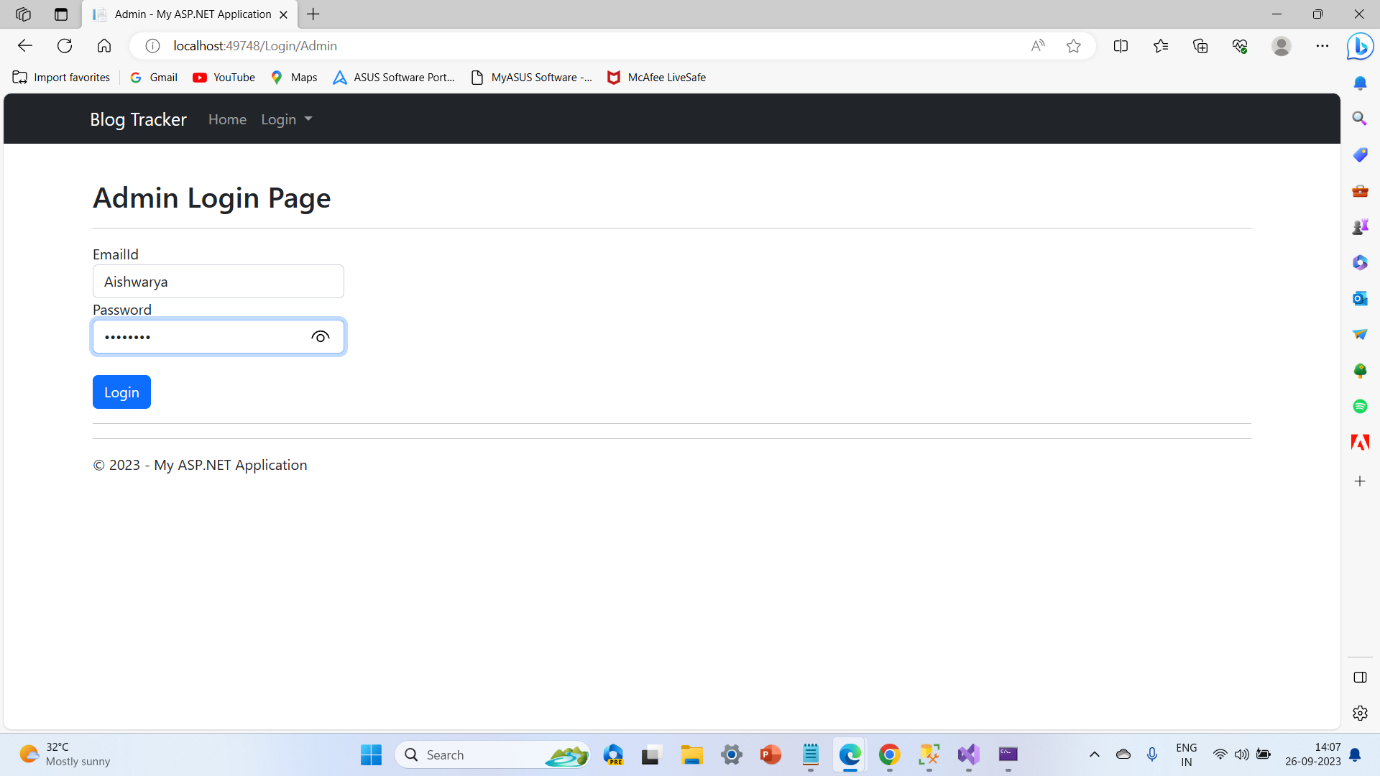 Admin - My ASP.NET Application
localhost:49748/Login/Admin
Import favorites
Gmail
YouTube
Maps
ASUS Software Port...
MyASUS Software -...
McAfee LiveSafe
Blog Tracker
Home
Login
Admin Login Page
EmailId
Aishwarya
Password
••••••••
Login
© 2023 - My ASP.NET Application
32°C
Mostly sunny
Search
PRE
ENG
IN
14:07
26-09-2023